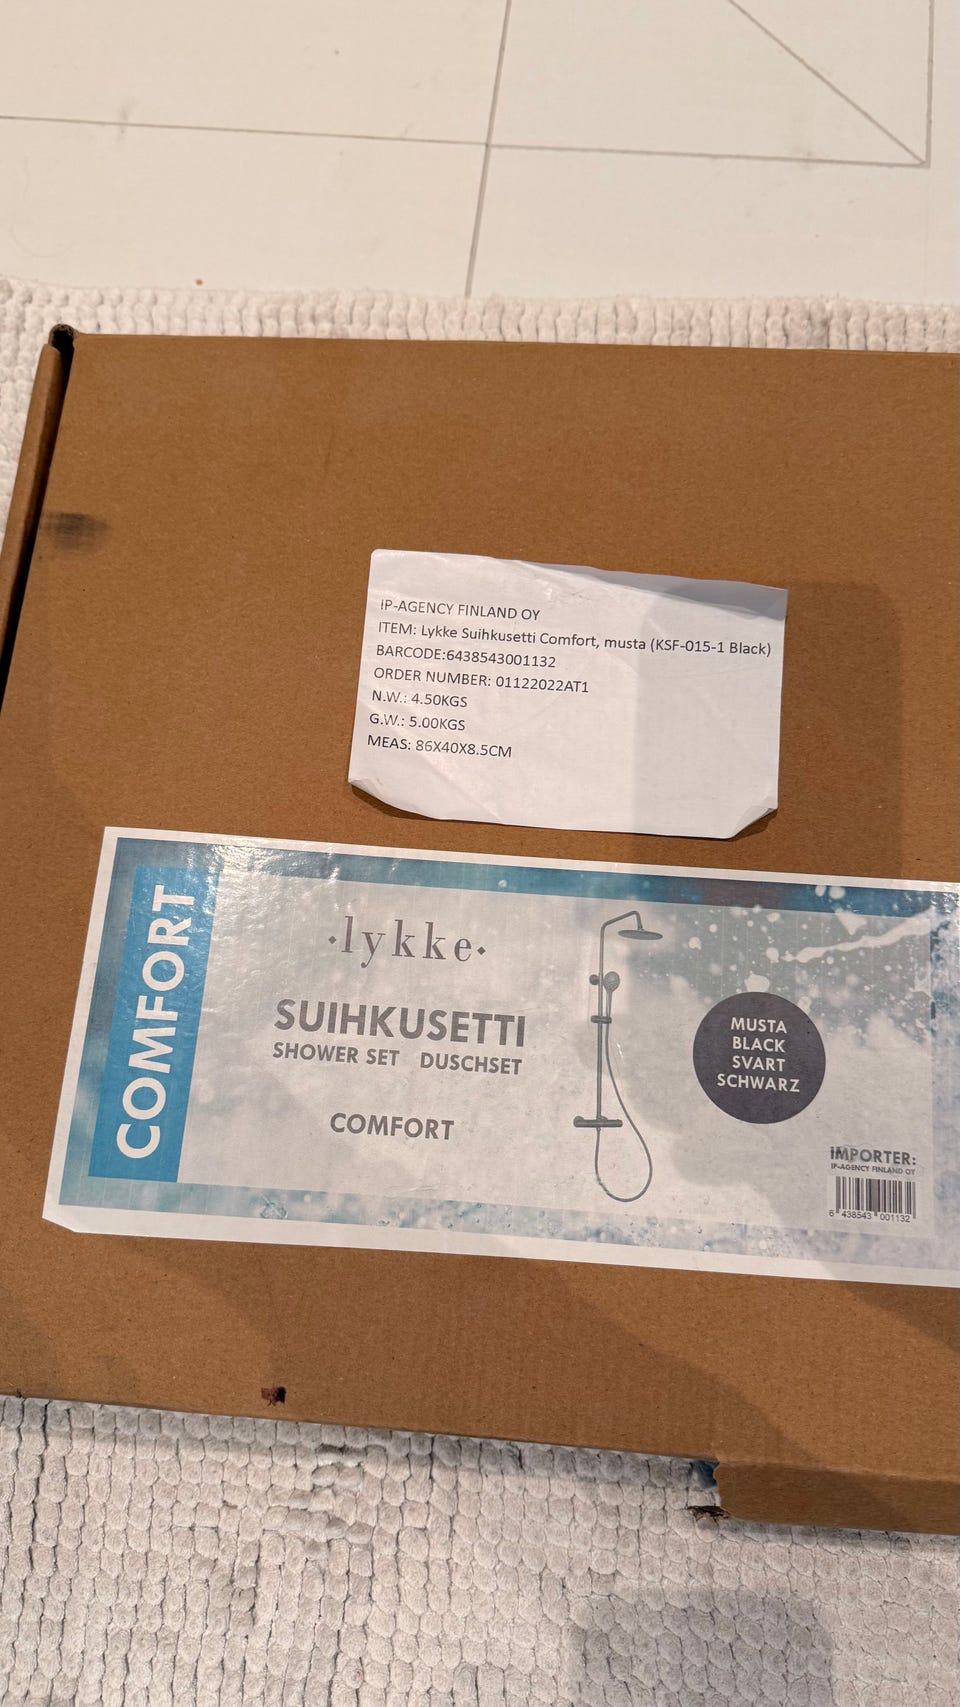 IP-AGENCY FINLAND OY
ITEM: Lykke Suihkusetti Comfort, musta (KSF-015-1 Black)
BARCODE:6438543001132
ORDER NUMBER: 01122022AT1
N.W.: 4.50KGS
G.W.: 5.00KGS
MEAS: 86X40X8.5CM
COMFORT
·lykke·
SUIHKUSETTI
SHOWER SET DUSCHSET
COMFORT
MUSTA
BLACK
SVART
SCHWARZ
IMPORTER:
IP-AGENCY FINLAND OY
6 438543 001132